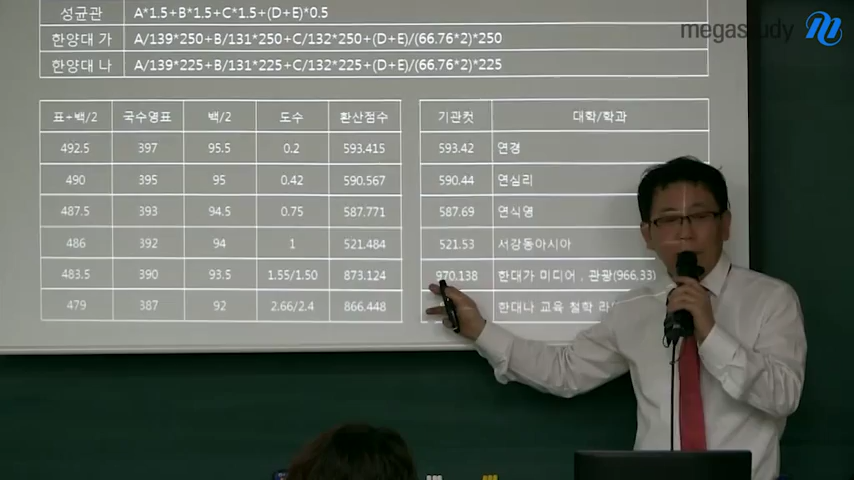 megastudy
성균관 A*1.5+B*1.5+C*1.5+(D+E)*0.5
한양대 가 A/139*250+B/131*250+C/132*250+(D+E)/(66.76*2)*250
한양대 나 A/139*225+B/131*225+C/132*225+(D+E)/(66.76*2)*225
표+백/2 국수영표 백/2 도수 환산점수 기관컷 대학/학과
492.5 397 95.5 0.2 593.415 593.42 연경
490 395 95 0.42 590.567 590.44 연심리
487.5 393 94.5 0.75 587.771 587.69 연식영
486 392 94 1 521.484 521.53 서강동아시아
483.5 390 93.5 1.55/1.50 873.124 970.138 한대가 미디어, 관광(966.33)
479 387 92 2.66/2.4 866.448 한대나 교육 철학